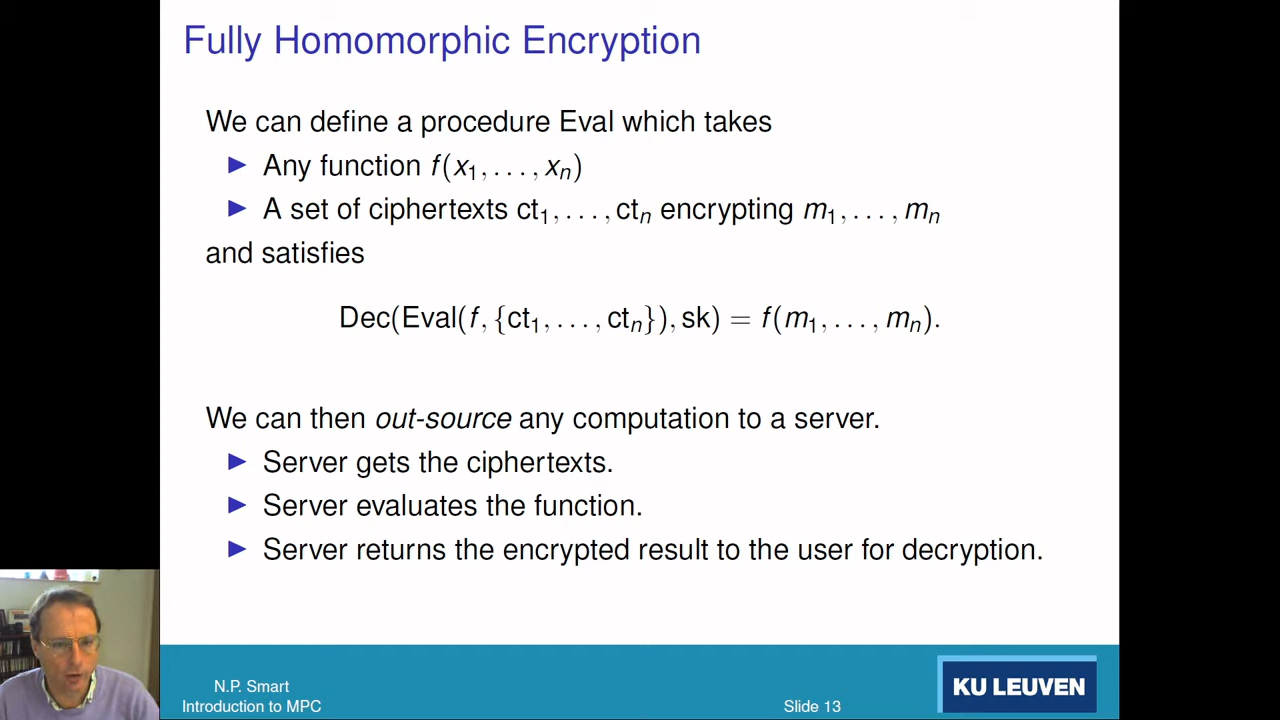 Fully Homomorphic Encryption
We can define a procedure Eval which takes
▶ Any function f(x₁, . . . , xₙ)
▶ A set of ciphertexts ct₁, . . . , ctₙ encrypting m₁, . . . , mₙ
and satisfies
Dec(Eval(f, {ct₁, . . . , ctₙ}), sk) = f(m₁, . . . , mₙ).
We can then out-source any computation to a server.
▶ Server gets the ciphertexts.
▶ Server evaluates the function.
▶ Server returns the encrypted result to the user for decryption.
N.P. Smart
Introduction to MPC
Slide 13
KU LEUVEN